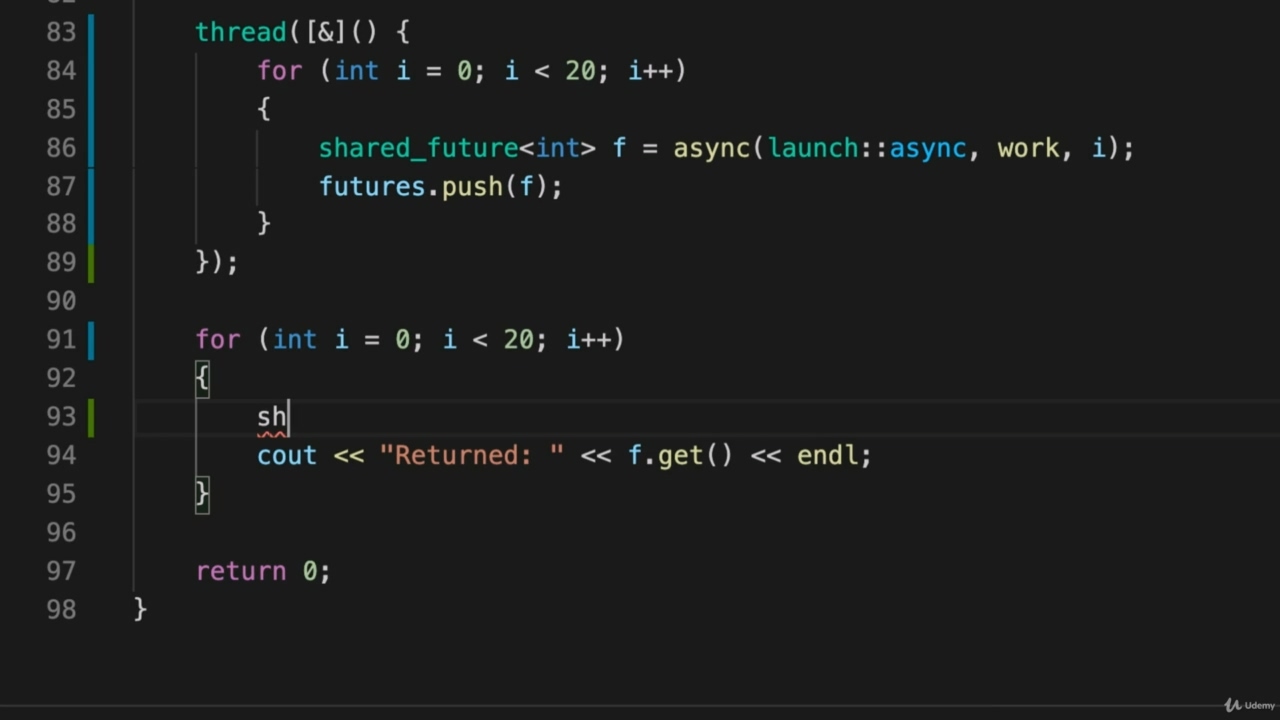 83 thread([&]() {
84 for (int i = 0; i < 20; i++)
85 {
86 shared_future<int> f = async(launch::async, work, i);
87 futures.push(f);
88 }
89 });
90
91 for (int i = 0; i < 20; i++)
92 {
93 sh
94 cout << "Returned: " << f.get() << endl;
95 }
96
97 return 0;
98 }
Udemy